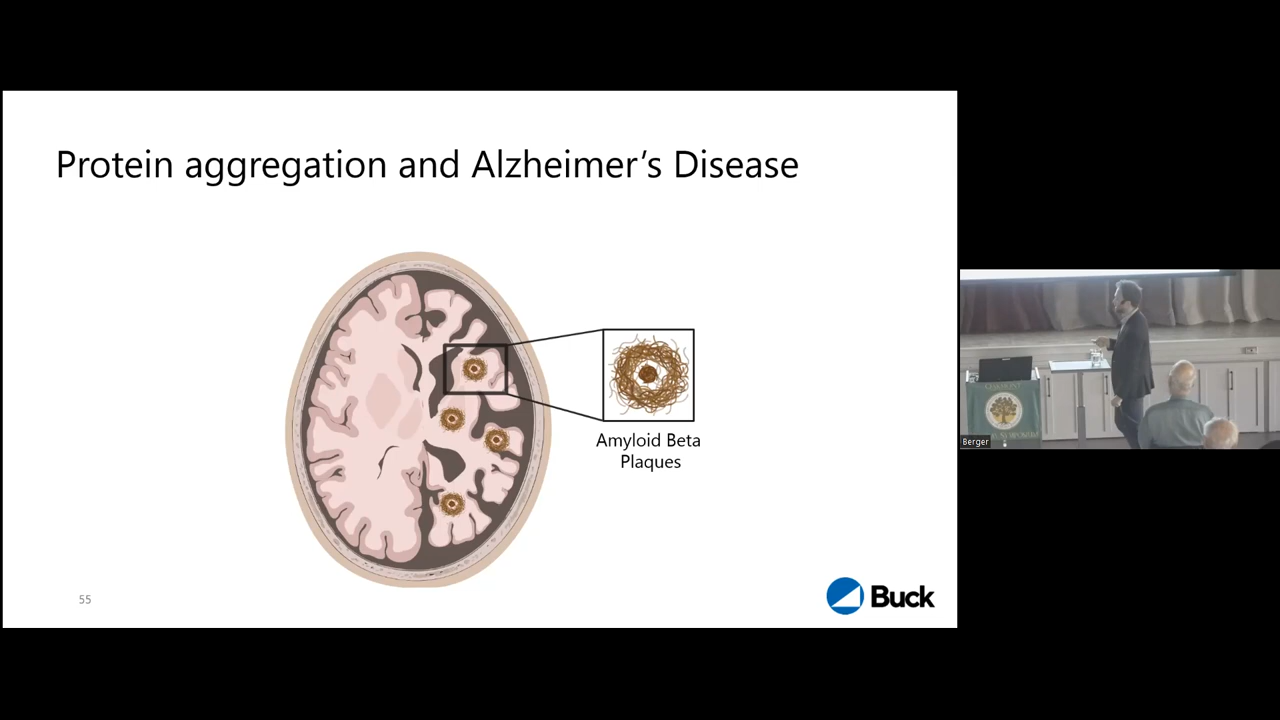 Protein aggregation and Alzheimer’s Disease
Amyloid Beta
Plaques
55
Buck
Berger